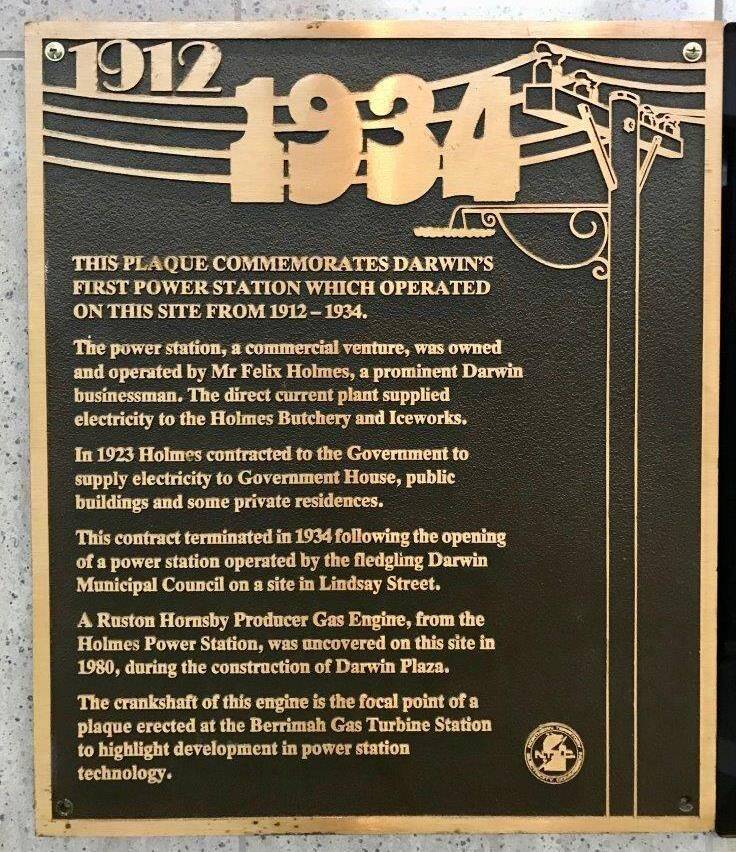 1912
1934
THIS PLAQUE COMMEMORATES DARWIN'S
FIRST POWER STATION WHICH OPERATED
ON THIS SITE FROM 1912 – 1934.
The power station, a commercial venture, was owned
and operated by Mr Felix Holmes, a prominent Darwin
businessman. The direct current plant supplied
electricity to the Holmes Butchery and Iceworks.
In 1923 Holmes contracted to the Government to
supply electricity to Government House, public
buildings and some private residences.
This contract terminated in 1934 following the opening
of a power station operated by the fledgling Darwin
Municipal Council on a site in Lindsay Street.
A Ruston Hornsby Producer Gas Engine, from the
Holmes Power Station, was uncovered on this site in
1980, during the construction of Darwin Plaza.
The crankshaft of this engine is the focal point of a
plaque erected at the Berrimah Gas Turbine Station
to highlight development in power station
technology.